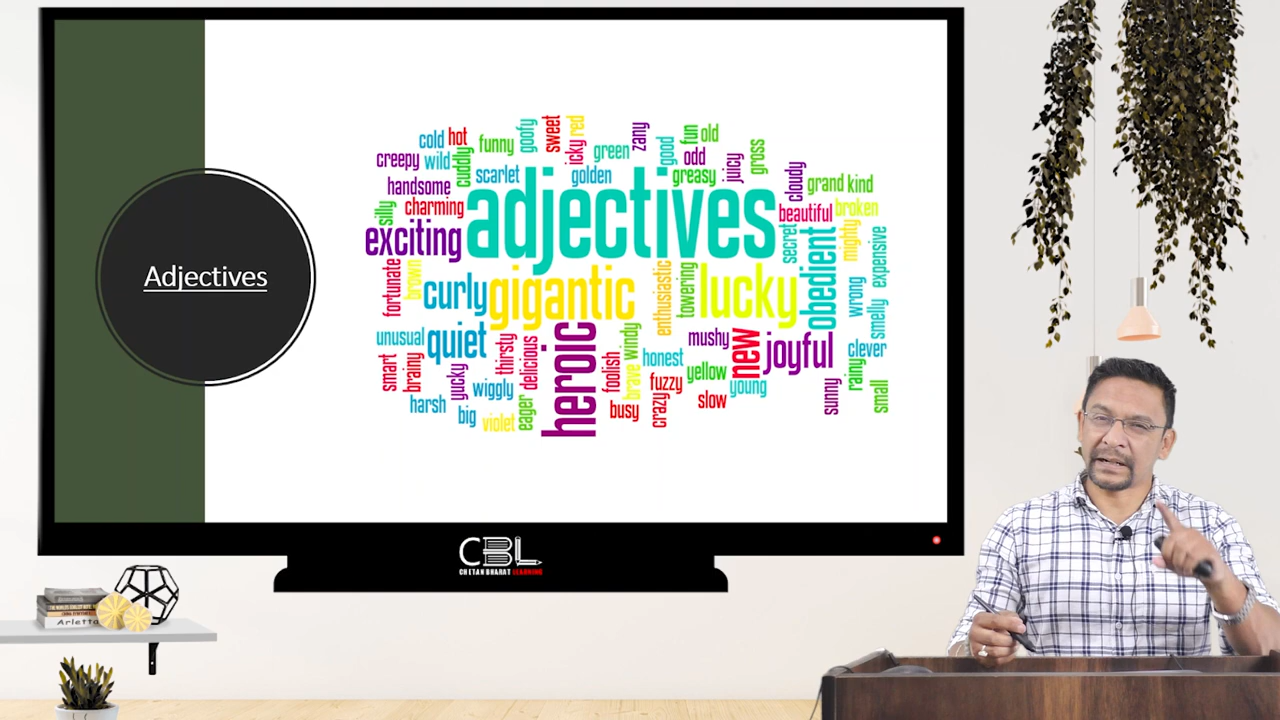 Adjectives
cold hot funny goofy sweet icky red zany fun old
creepy wild cuddly green good odd juicy gross
scarlet golden greasy cloudy
handsome grand kind
silly charming adjectives beautiful broken
exciting secret obedient mighty expensive
fortunate brown curly gigantic enthusiastic towering lucky wrong smelly
unusual quiet thirsty delicious heroic windy mushy new joyful clever
smart brainy yucky foolish brave honest yellow rainy
wiggly fuzzy young sunny small
harsh big violet eager busy crazy slow
CBL
CHETAN BHARAT LEARNING
Arletta